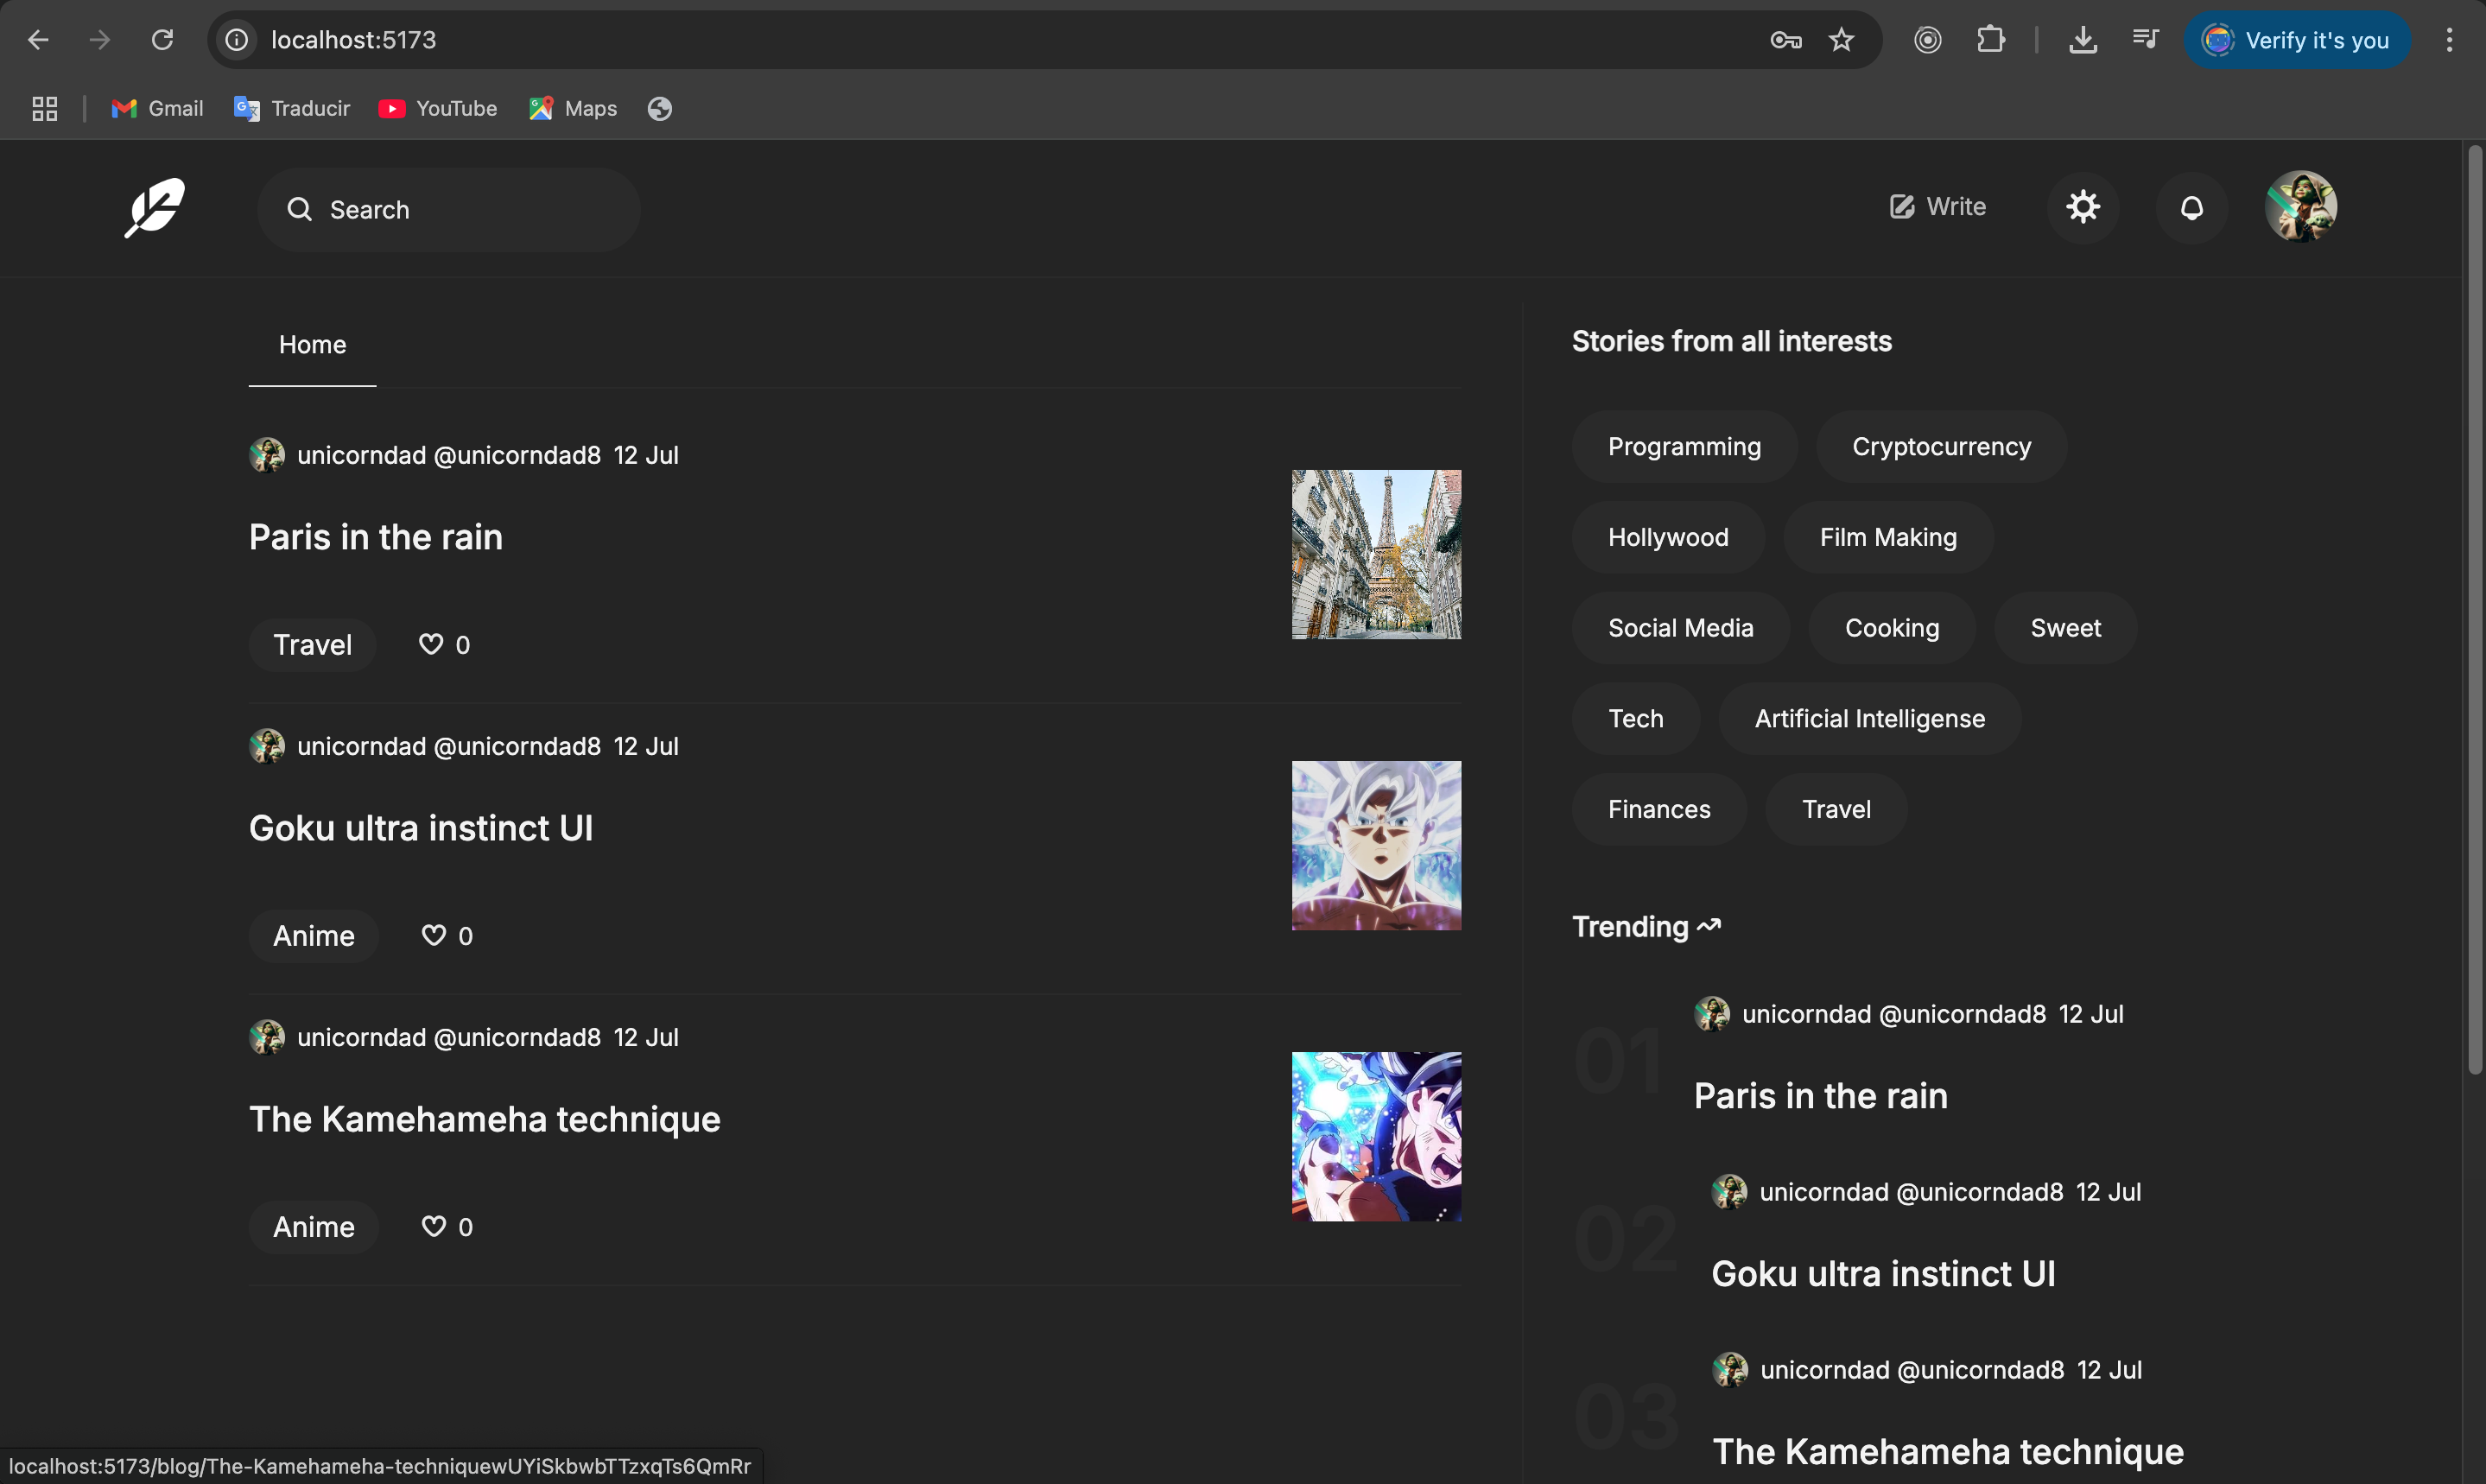 localhost:5173
Verify it's you
Gmail
Traducir
YouTube
Maps
Search
Write
Home
unicorndad @unicorndad8 12 Jul
Paris in the rain
Travel
0
unicorndad @unicorndad8 12 Jul
Goku ultra instinct UI
Anime
0
unicorndad @unicorndad8 12 Jul
The Kamehameha technique
Anime
0
Stories from all interests
Programming
Cryptocurrency
Hollywood
Film Making
Social Media
Cooking
Sweet
Tech
Artificial Intelligense
Finances
Travel
Trending
01
unicorndad @unicorndad8 12 Jul
Paris in the rain
02
unicorndad @unicorndad8 12 Jul
Goku ultra instinct UI
03
unicorndad @unicorndad8 12 Jul
The Kamehameha technique
localhost:5173/blog/The-Kamehameha-techniquewUYiSkbwbTTzxqTs6QmRr